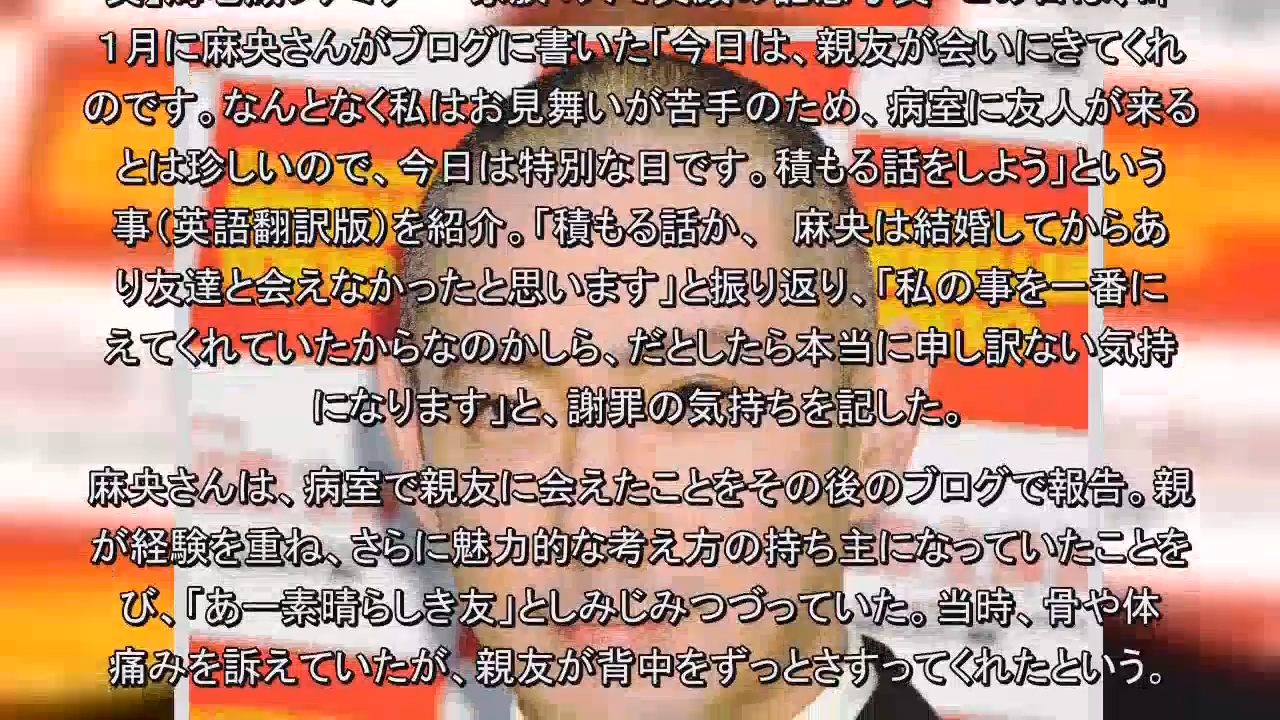 １月に麻央さんがブログに書いた「今日は、親友が会いにきてくれ
のです。なんとなく私はお見舞いが苦手のため、病室に友人が来る
とは珍しいので、今日は特別な日です。積もる話をしよう」という
事（英語翻訳版）を紹介。「積もる話か、　麻央は結婚してからあ
り友達と会えなかったと思います」と振り返り、「私の事を一番に
えてくれていたからなのかしら、だとしたら本当に申し訳ない気持
になります」と、謝罪の気持ちを記した。
麻央さんは、病室で親友に会えたことをその後のブログで報告。親
が経験を重ね、さらに魅力的な考え方の持ち主になっていたことを
び、「あー素晴らしき友」としみじみつづっていた。当時、骨や体
痛みを訴えていたが、親友が背中をずっとさすってくれたという。